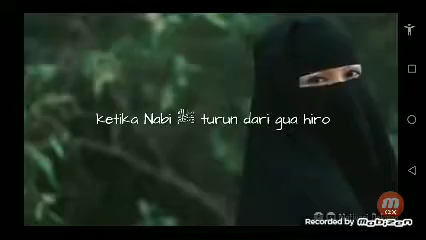 ketika Nabi ﷺ turun dari gua hiro
Recorded by Mobizen